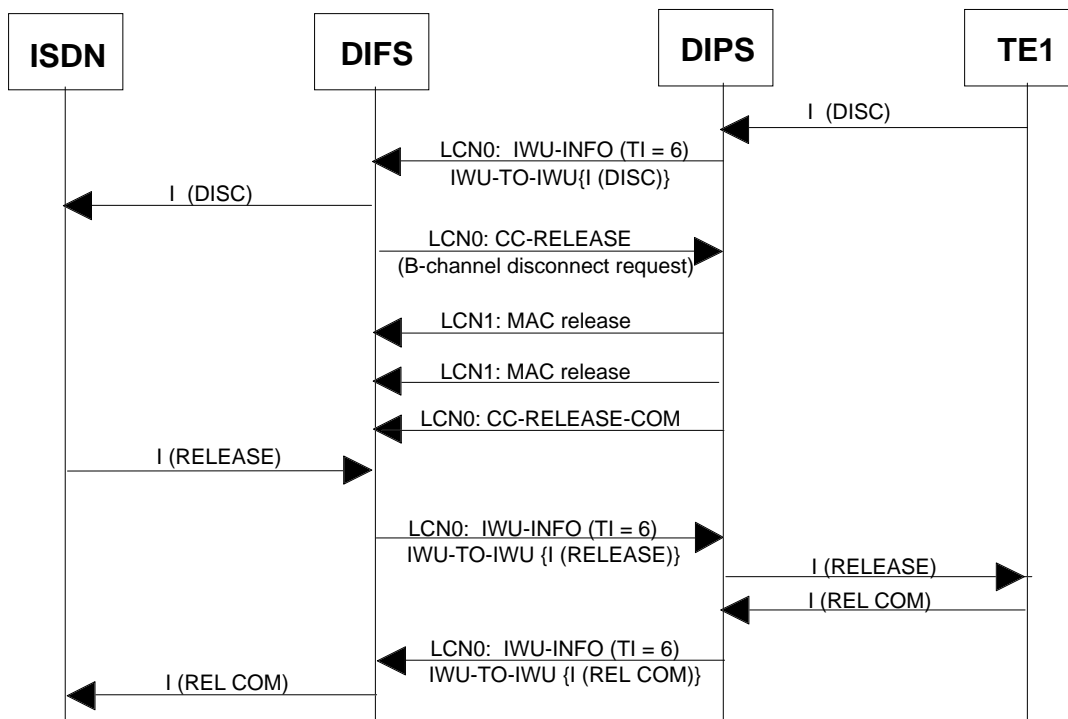 ISDN
DIFS
DIPS
TE1
I (DISC)
LCN0: IWU-INFO (TI = 6)
IWU-TO-IWU{I (DISC)}
I (DISC)
LCN0: CC-RELEASE
(B-channel disconnect request)
LCN1: MAC release
LCN1: MAC release
LCN0: CC-RELEASE-COM
I (RELEASE)
LCN0: IWU-INFO (TI = 6)
IWU-TO-IWU {I (RELEASE)}
I (RELEASE)
I (REL COM)
LCN0: IWU-INFO (TI = 6)
IWU-TO-IWU {I (REL COM)}
I (REL COM)